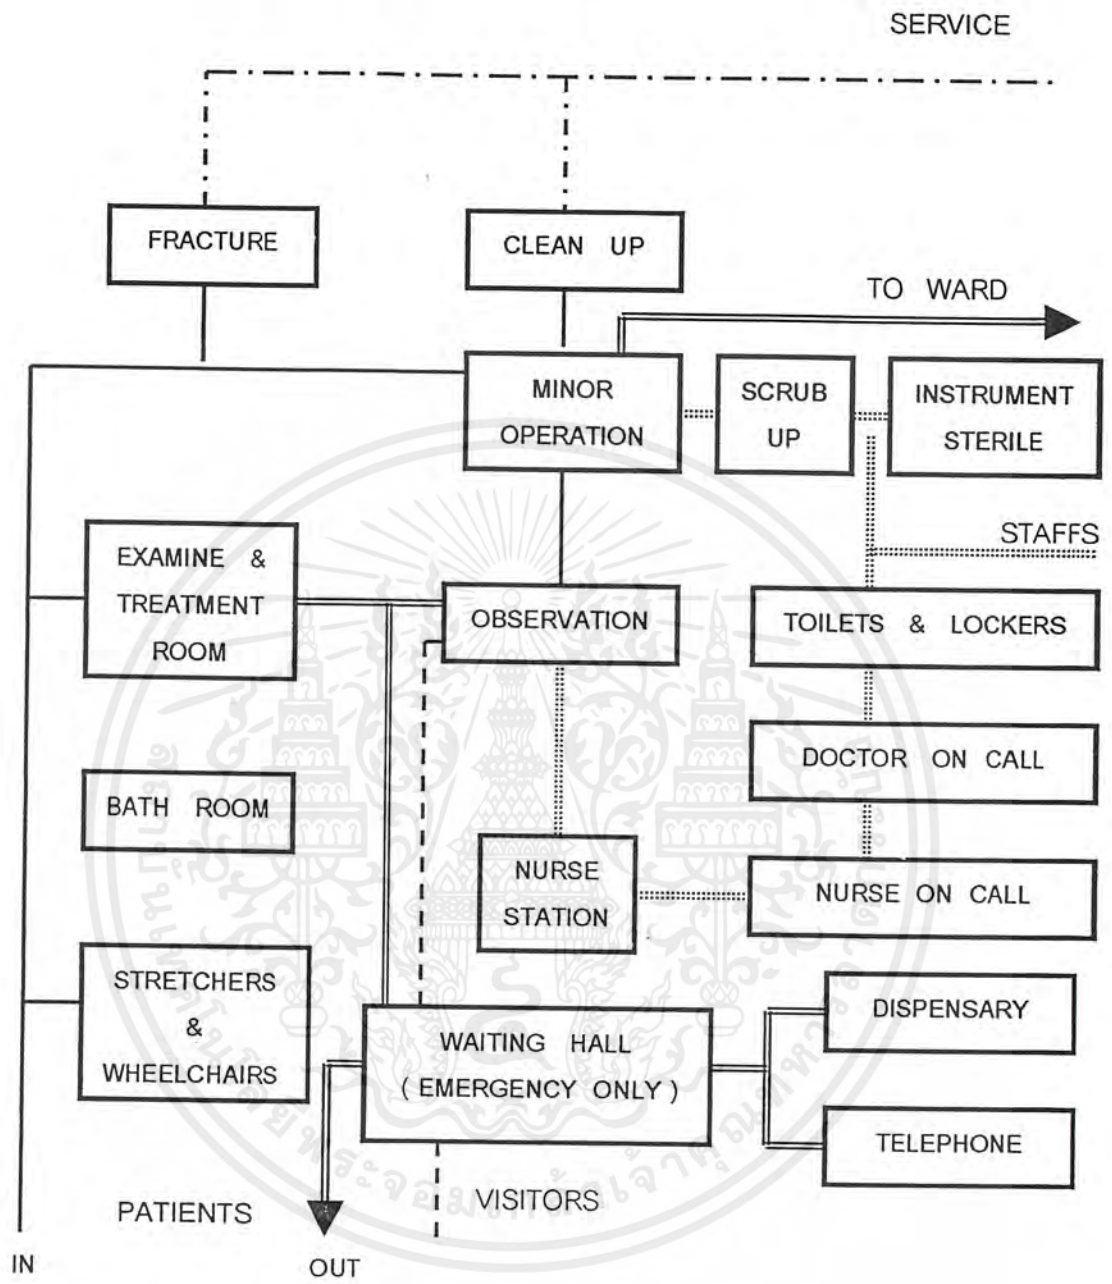 SERVICE
FRACTURE
CLEAN UP
TO WARD
MINOR
OPERATION
SCRUB
UP
INSTRUMENT
STERILE
STAFFS
EXAMINE &
TREATMENT
ROOM
OBSERVATION
TOILETS & LOCKERS
DOCTOR ON CALL
BATH ROOM
NURSE
STATION
NURSE ON CALL
STRETCHERS
&
WHEELCHAIRS
WAITING HALL
( EMERGENCY ONLY )
DISPENSARY
TELEPHONE
PATIENTS
VISITORS
IN
OUT